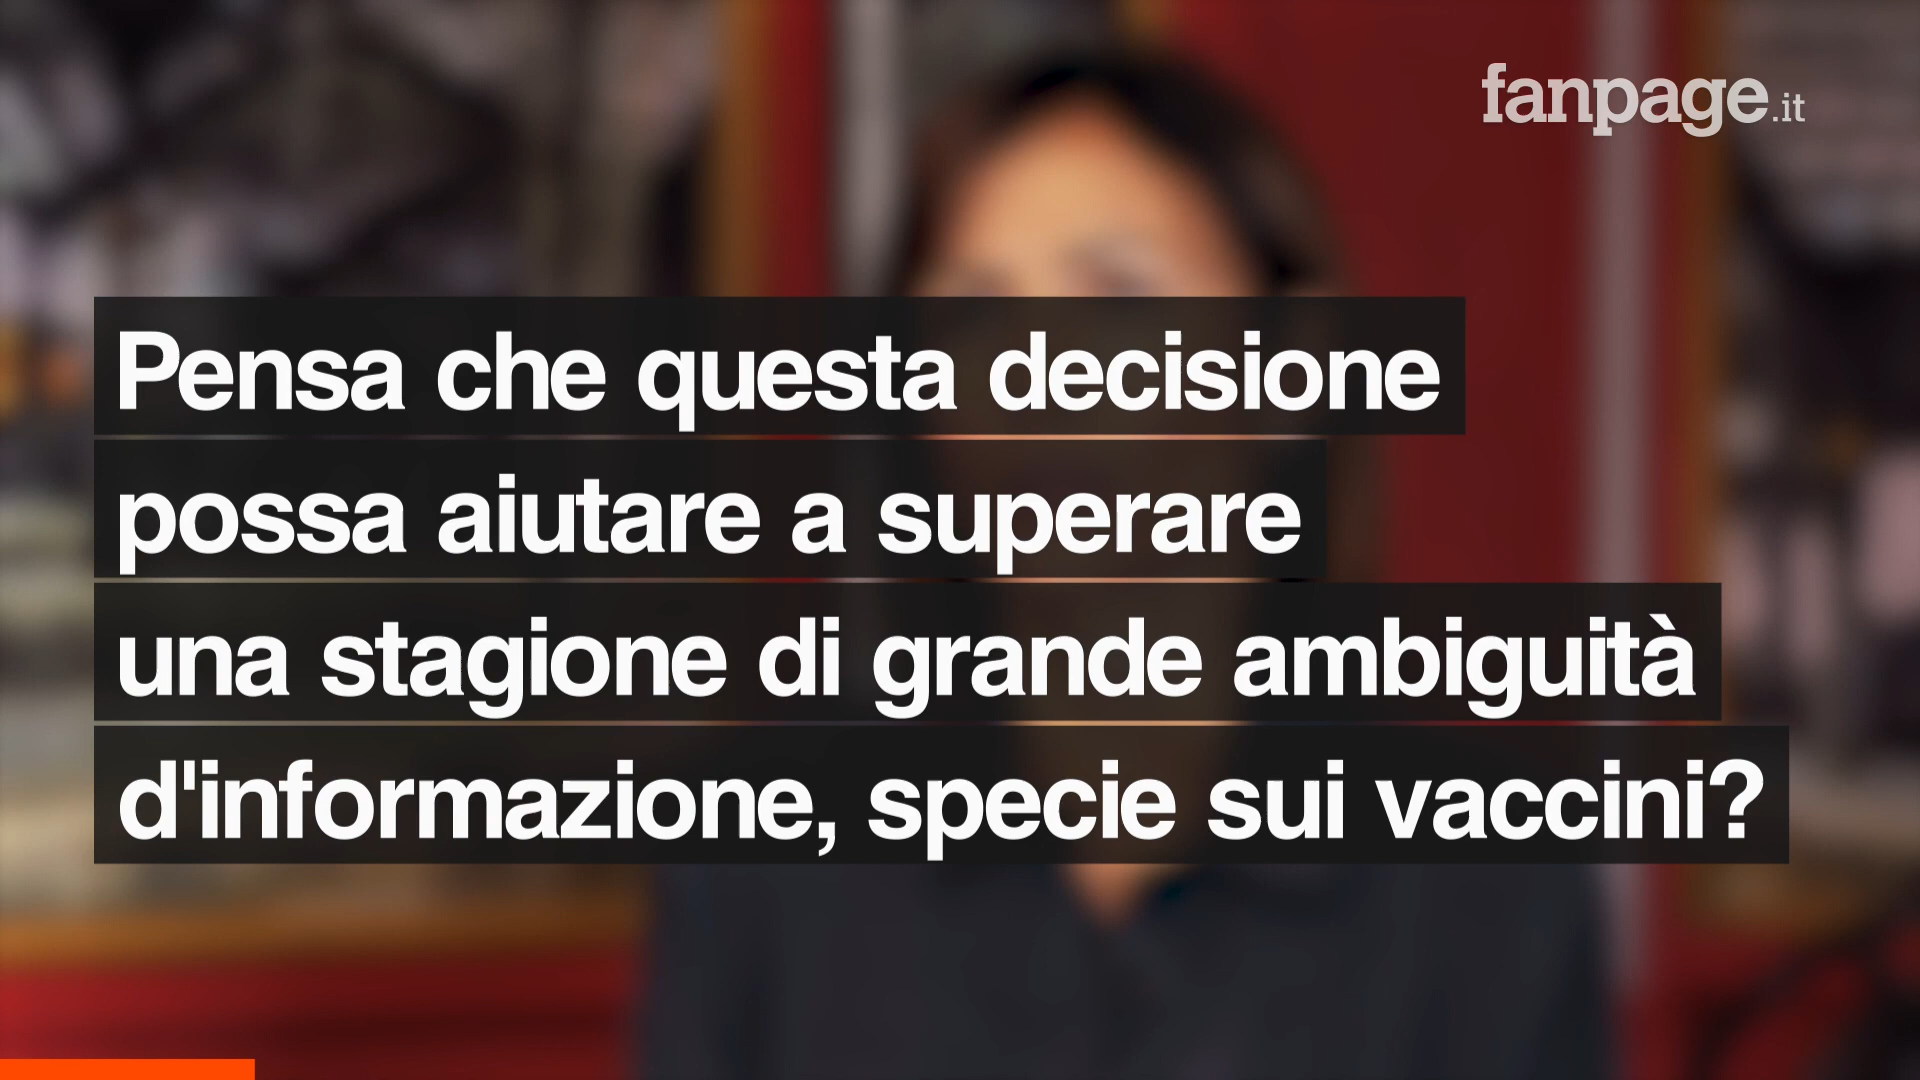 fanpage.it
Pensa che questa decisione
possa aiutare a superare
una stagione di grande ambiguità
d'informazione, specie sui vaccini?